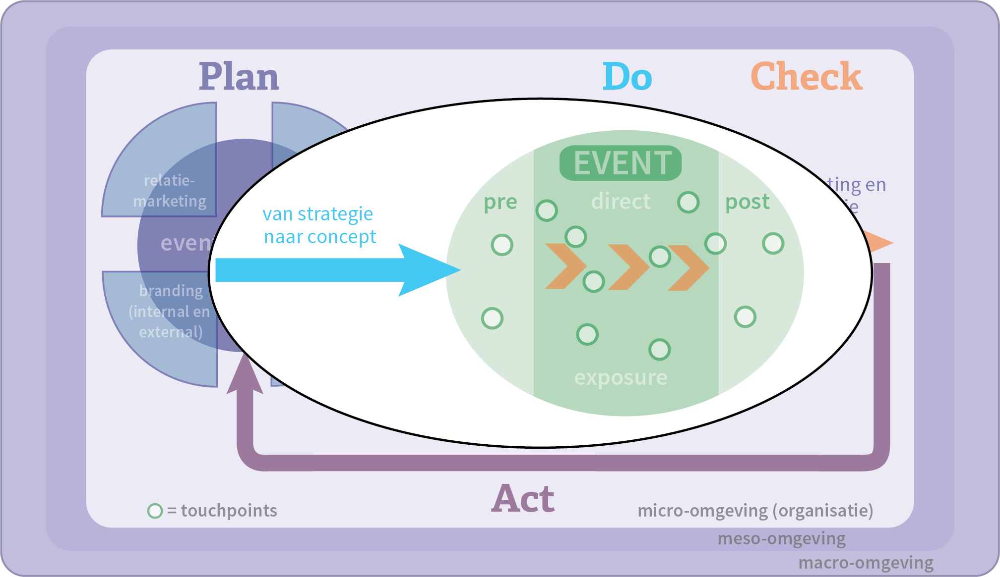 Plan
Do
Check
relatie-
marketing
van strategie
naar concept
EVENT
pre
direct
post
exposure
branding
(internal en
external)
en
Act
= touchpoints
micro-omgeving (organisatie)
meso-omgeving
macro-omgeving